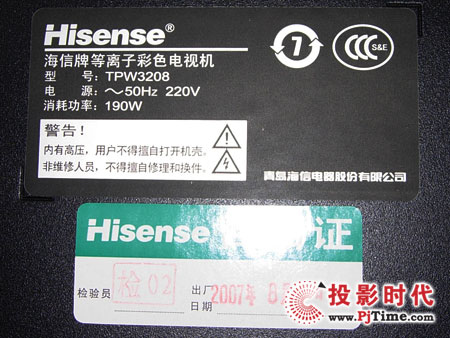 Hisense®
海信牌等离子彩色电视机
型 号：TPW3208
电 源：～50Hz 220V
消耗功率：190W
7
S&E
警告！
内有高压，用户不得擅自打开机壳。
非维修人员，不得擅自修理和换件。
青岛海信电器股份有限公司
Hisense 证
检验员 检02
出厂日期 2007年 8
投影时代
www.PjTime.com